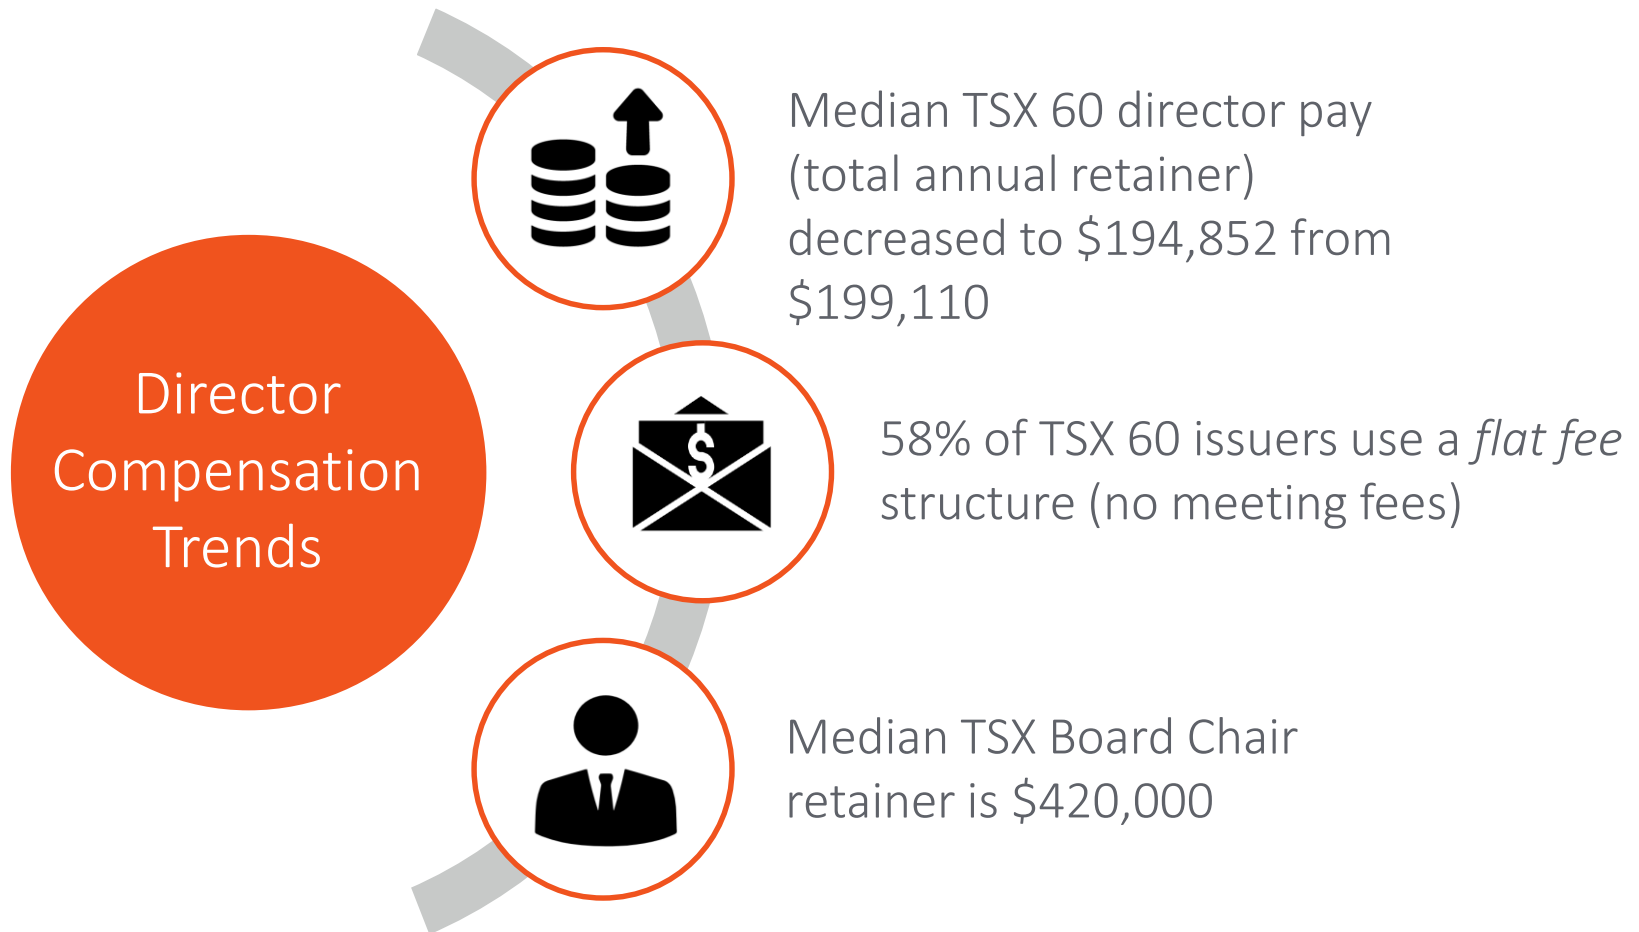 Director
Compensation
Trends
Median TSX 60 director pay
(total annual retainer)
decreased to $194,852 from
$199,110
$
58% of TSX 60 issuers use a flat fee
structure (no meeting fees)
Median TSX Board Chair
retainer is $420,000